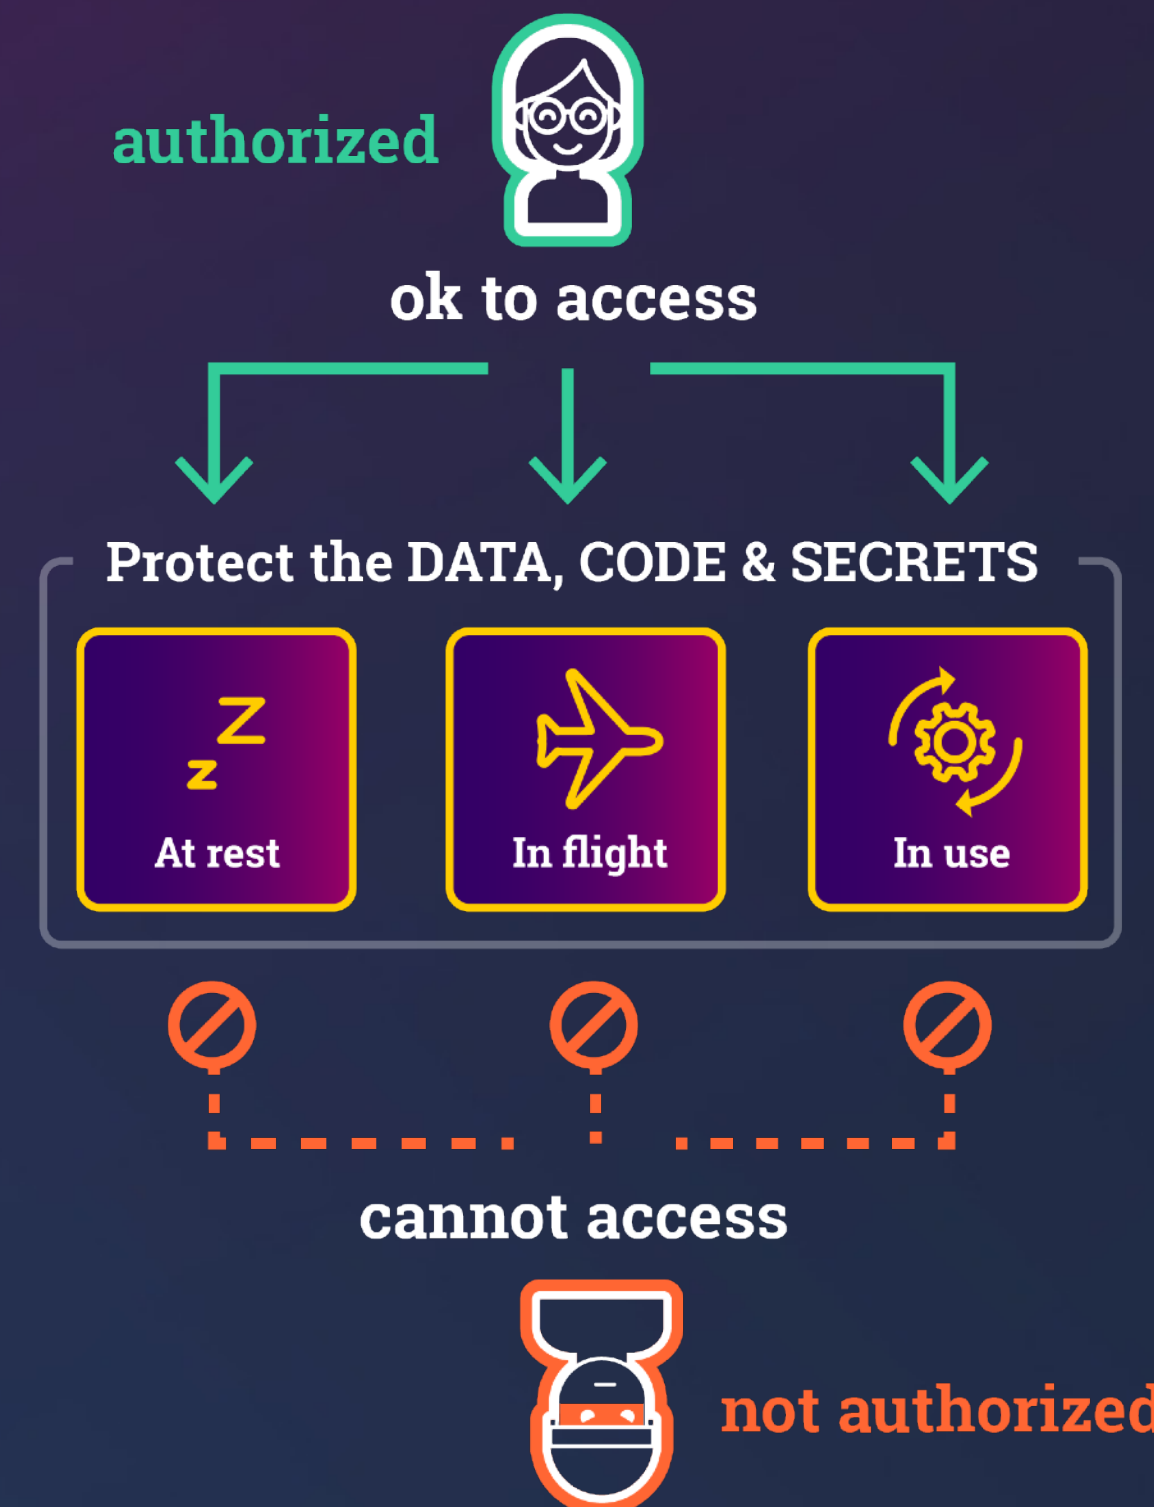 authorized
ok to access
Protect the DATA, CODE & SECRETS
z Z
At rest
In flight
In use
cannot access
not authorized